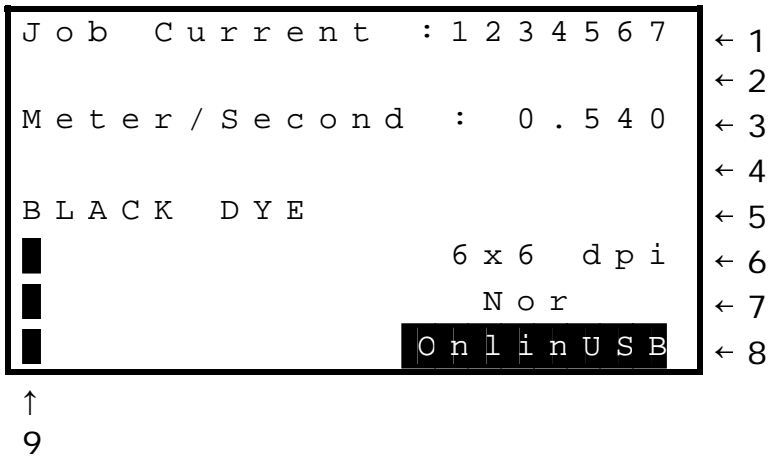 Job Current :1234567 ← 1
← 2
Meter/Second : 0.540 ← 3
← 4
BLACK DYE ← 5
6x6 dpi ← 6
Nor ← 7
OnlinUSB ← 8
↑
9